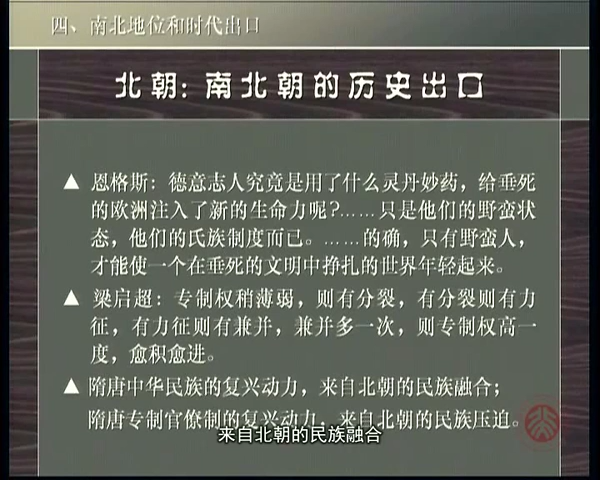 四、南北地位和时代出口
北朝：南北朝的历史出口
▲ 恩格斯：德意志人究竟是用了什么灵丹妙药，给垂死
的欧洲注入了新的生命力呢?……只是他们的野蛮状
态，他们的氏族制度而已。……的确，只有野蛮人，
才能使一个在垂死的文明中挣扎的世界年轻起来。
▲ 梁启超：专制权稍薄弱，则有分裂，有分裂则有力
征，有力征则有兼并，兼并多一次，则专制权高一
度，愈积愈进。
▲ 隋唐中华民族的复兴动力，来自北朝的民族融合；
隋唐专制官僚制的复兴动力，来自北朝的民族压迫。
来自北朝的民族融合